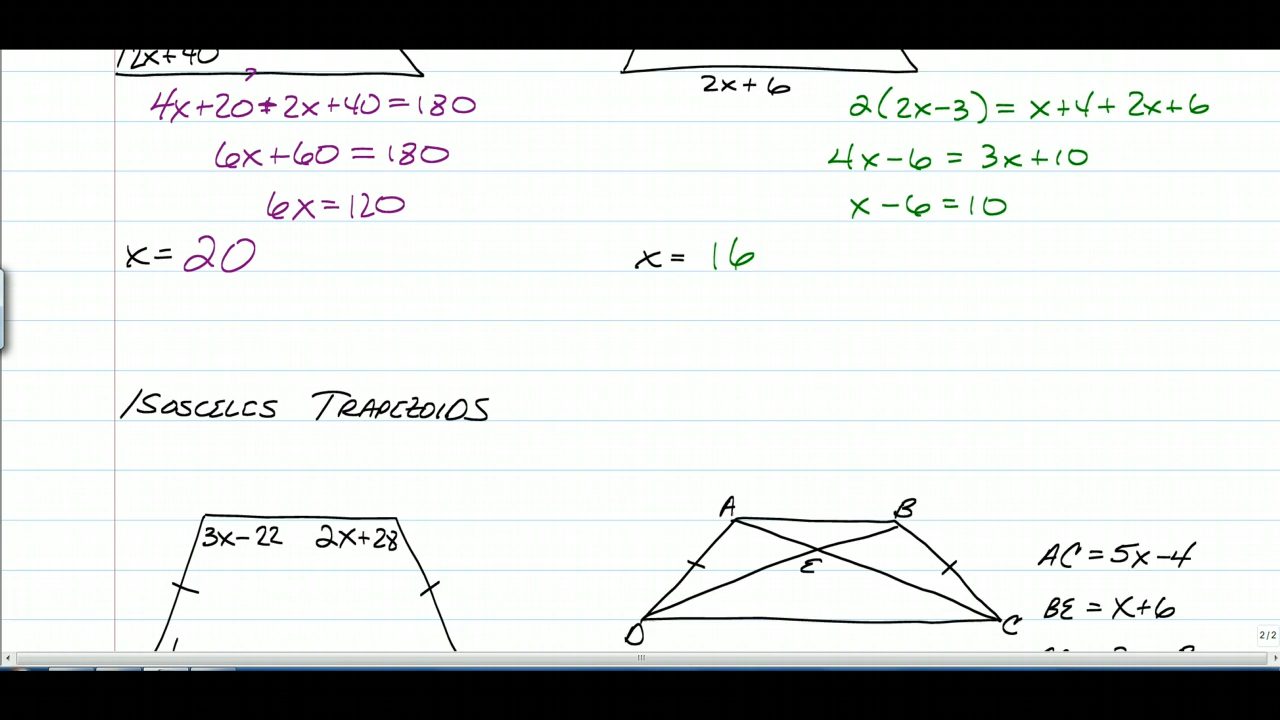 12x+40
2x+6
4x+20+2x+40=180
2(2x-3)= x+4+2x+6
6x+60=180
4x-6 = 3x+10
6x=120
x-6=10
x= 20
x= 16
ISOSCELES TRAPEZOIDS
A B
3x-22 2x+28
E
AC=5x-4
BE = x+6
D C
2/2